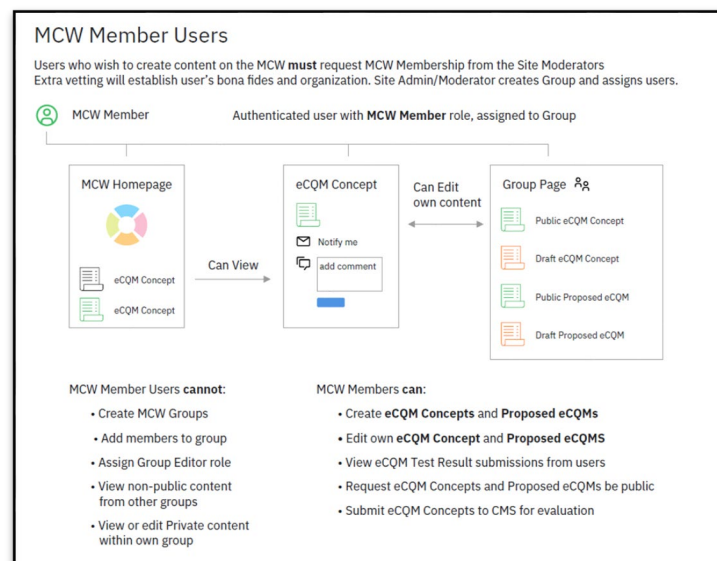 MCW Member Users
Users who wish to create content on the MCW must request MCW Membership from the Site Moderators
Extra vetting will establish user's bona fides and organization. Site Admin/Moderator creates Group and assigns users.
MCW Member
Authenticated user with MCW Member role, assigned to Group
MCW Homepage
eCQM Concept
eCQM Concept
Can View
eCQM Concept
Notify me
add comment
Can Edit
own content
Group Page
Public eCQM Concept
Draft eCQM Concept
Public Proposed eCQM
Draft Proposed eCQM
MCW Member Users cannot:
• Create MCW Groups
• Add members to group
• Assign Group Editor role
• View non-public content
from other groups
• View or edit Private content
within own group
MCW Members can:
• Create eCQM Concepts and Proposed eCQMs
• Edit own eCQM Concept and Proposed eCQMS
• View eCQM Test Result submissions from users
• Request eCQM Concepts and Proposed eCQMs be public
• Submit eCQM Concepts to CMS for evaluation